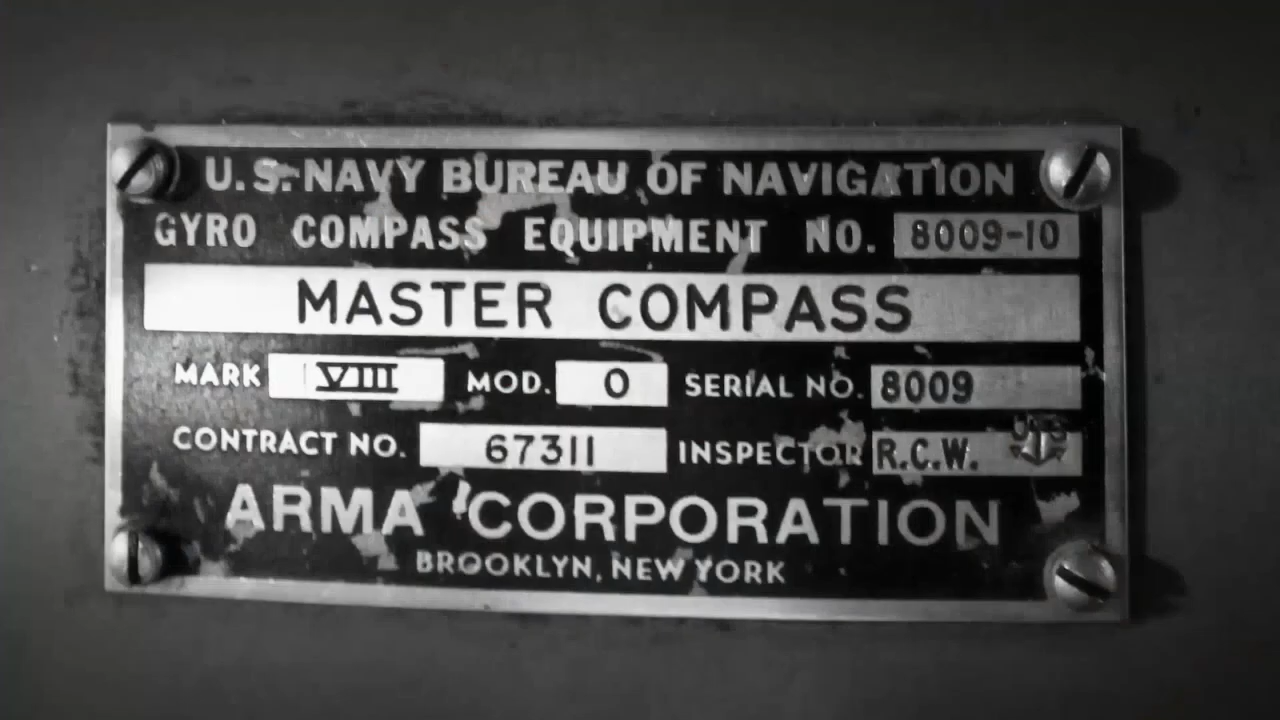 U.S. NAVY BUREAU OF NAVIGATION
GYRO COMPASS EQUIPMENT NO. 8009-10
MASTER COMPASS
MARK VIII MOD. 0 SERIAL NO. 8009
CONTRACT NO. 67311 INSPECTOR R.C.W.
ARMA CORPORATION
BROOKLYN, NEW YORK